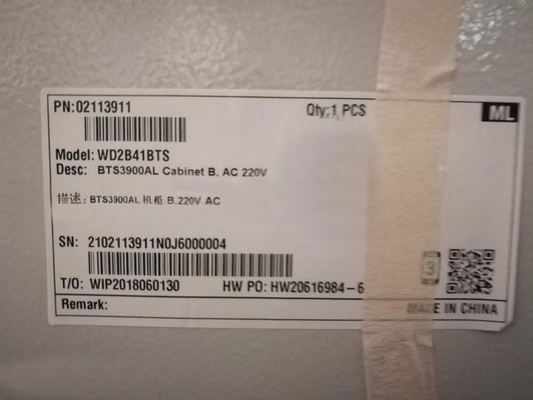 PN:02113911 Qty:1 PCS ML
Model: WD2B41BTS
Desc: BTS3900AL Cabinet B, AC 220V
描述: BTS3900AL 机柜 B,220V AC
SN: 2102113911N0J6000004
3
T/O: WIP2018060130 HW PO: HW20616984-6
Remark: MADE IN CHINA